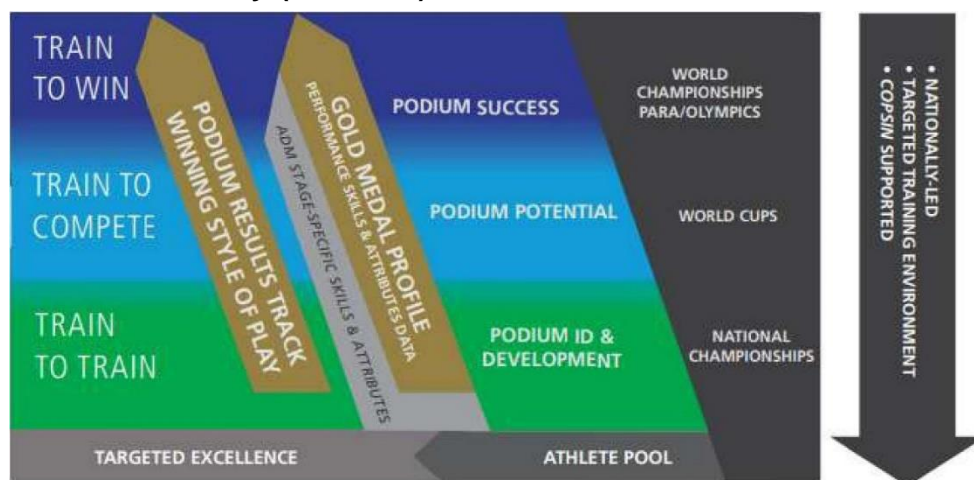 TRAIN
TO WIN
TRAIN TO
COMPETE
TRAIN
TO TRAIN
PODIUM RESULTS TRACK
WINNING STYLE OF PLAY
ADM STAGE-SPECIFIC SKILLS & ATTRIBUTES
GOLD MEDAL PROFILE
PERFORMANCE SKILLS & ATTRIBUTES DATA
PODIUM SUCCESS
PODIUM POTENTIAL
PODIUM ID &
DEVELOPMENT
WORLD
CHAMPIONSHIPS
PARA/OLYMPICS
WORLD CUPS
NATIONAL
CHAMPIONSHIPS
TARGETED EXCELLENCE
ATHLETE POOL
• NATIONALLY-LED
• TARGETED TRAINING ENVIRONMENT
• COPSIN SUPPORTED